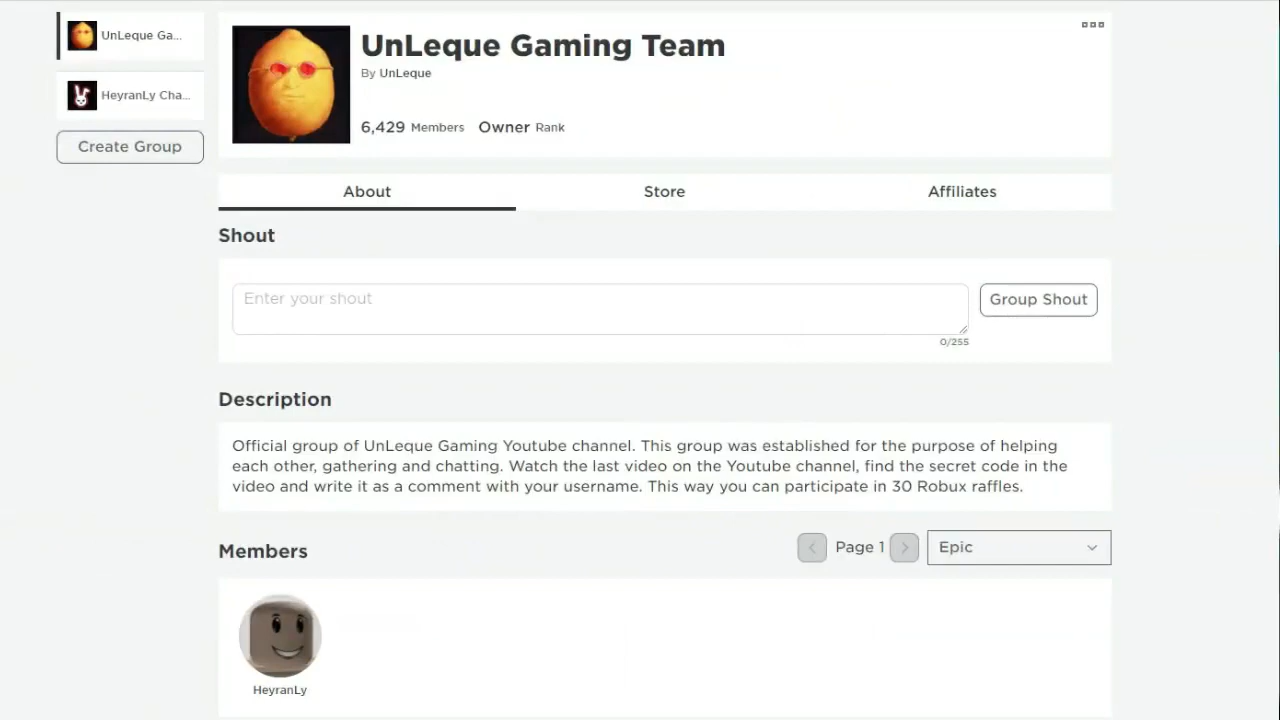 UnLeque Ga...
HeyranLy Cha...
Create Group
UnLeque Gaming Team
By UnLeque
6,429 Members Owner Rank
About Store Affiliates
Shout
Enter your shout
Group Shout
0/255
Description
Official group of UnLeque Gaming Youtube channel. This group was established for the purpose of helping
each other, gathering and chatting. Watch the last video on the Youtube channel, find the secret code in the
video and write it as a comment with your username. This way you can participate in 30 Robux raffles.
Members
Page 1
Epic
HeyranLy